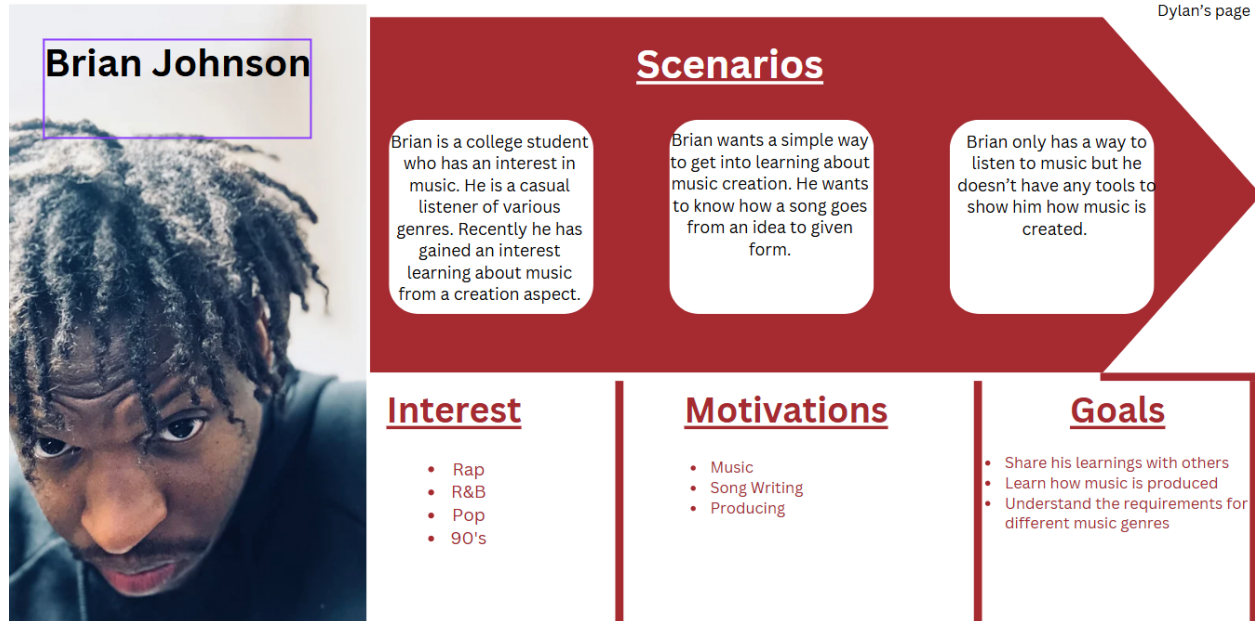 Dylan's page
Brian Johnson
Scenarios
Brian is a college student
who has an interest in
music. He is a casual
listener of various
genres. Recently he has
gained an interest
learning about music
from a creation aspect.
Brian wants a simple way
to get into learning about
music creation. He wants
to know how a song goes
from an idea to given
form.
Brian only has a way to
listen to music but he
doesn't have any tools to
show him how music is
created.
Interest
• Rap
• R&B
• Pop
• 90's
Motivations
• Music
• Song Writing
• Producing
Goals
• Share his learnings with others
• Learn how music is produced
• Understand the requirements for
different music genres